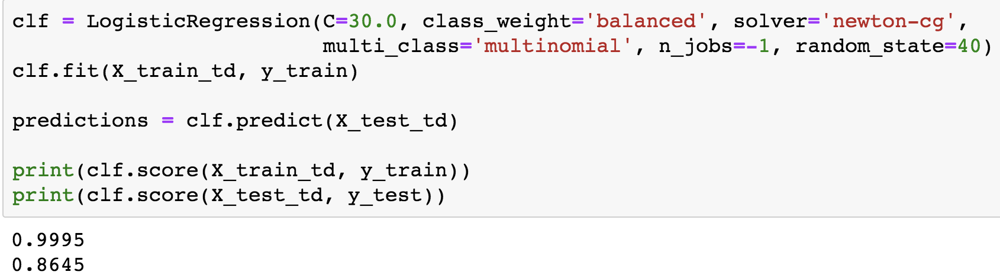 clf = LogisticRegression(C=30.0, class_weight='balanced', solver='newton-cg',
                         multi_class='multinomial', n_jobs=-1, random_state=40)
clf.fit(X_train_td, y_train)

predictions = clf.predict(X_test_td)

print(clf.score(X_train_td, y_train))
print(clf.score(X_test_td, y_test))
0.9995
0.8645